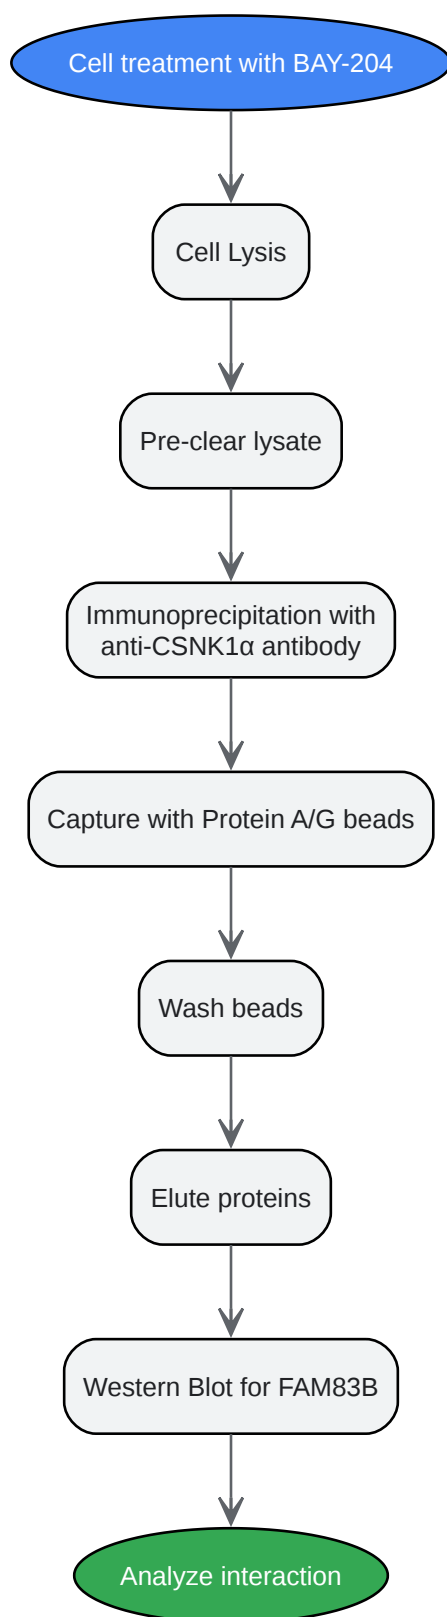 Cell treatment with BAY-204
Cell Lysis
Pre-clear lysate
Immunoprecipitation with
anti-CSNK1α antibody
Capture with Protein A/G beads
Wash beads
Elute proteins
Western Blot for FAM83B
Analyze interaction